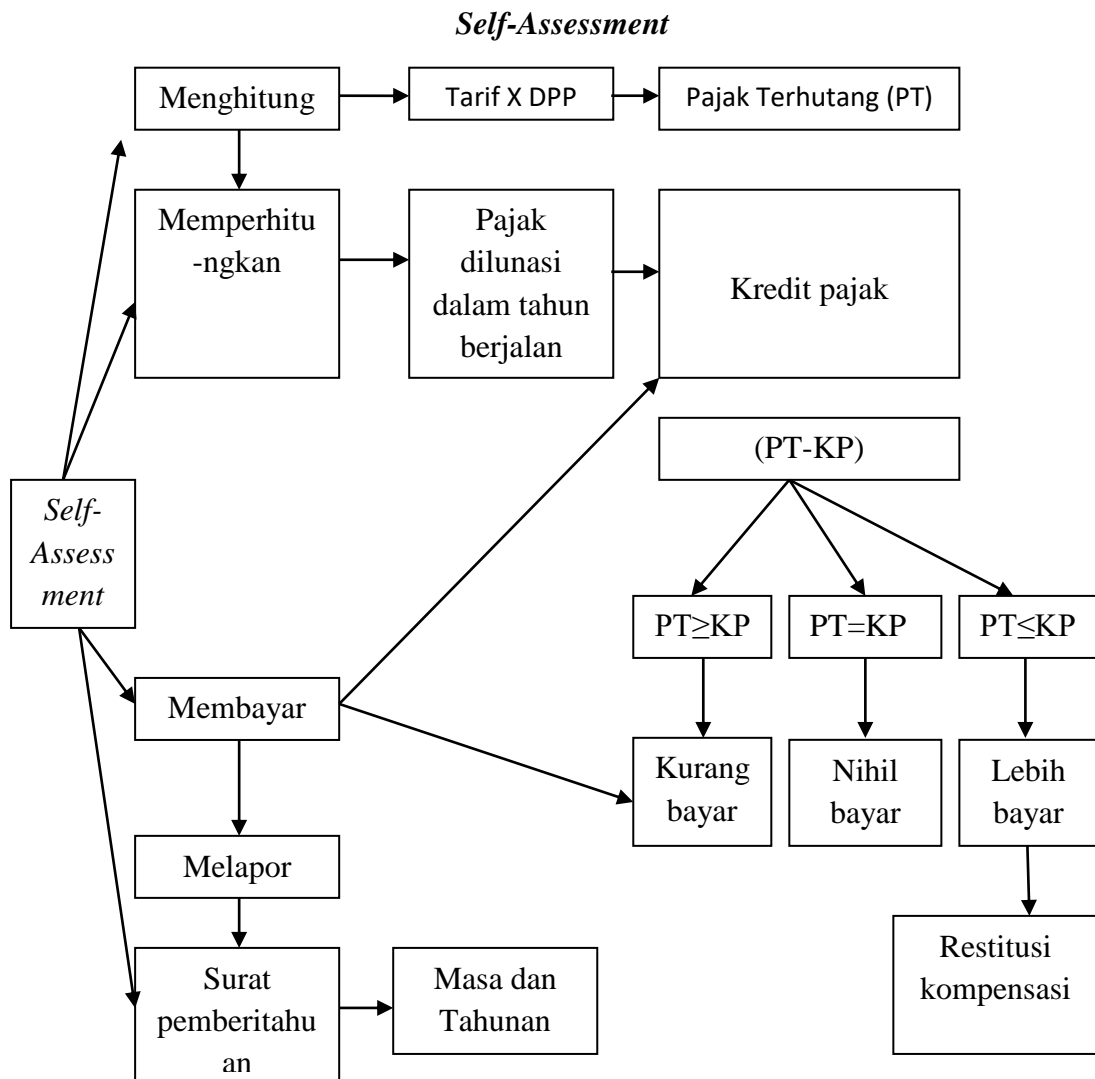 Self-Assessment
Menghitung
Tarif X DPP
Pajak Terhutang (PT)
Memperhitu
-ngkan
Pajak
dilunasi
dalam tahun
berjalan
Kredit pajak
(PT-KP)
Self-
Assess
ment
PT≥KP
PT=KP
PT≤KP
Membayar
Kurang
bayar
Nihil
bayar
Lebih
bayar
Melapor
Restitusi
kompensasi
Surat
pemberitahu
an
Masa dan
Tahunan